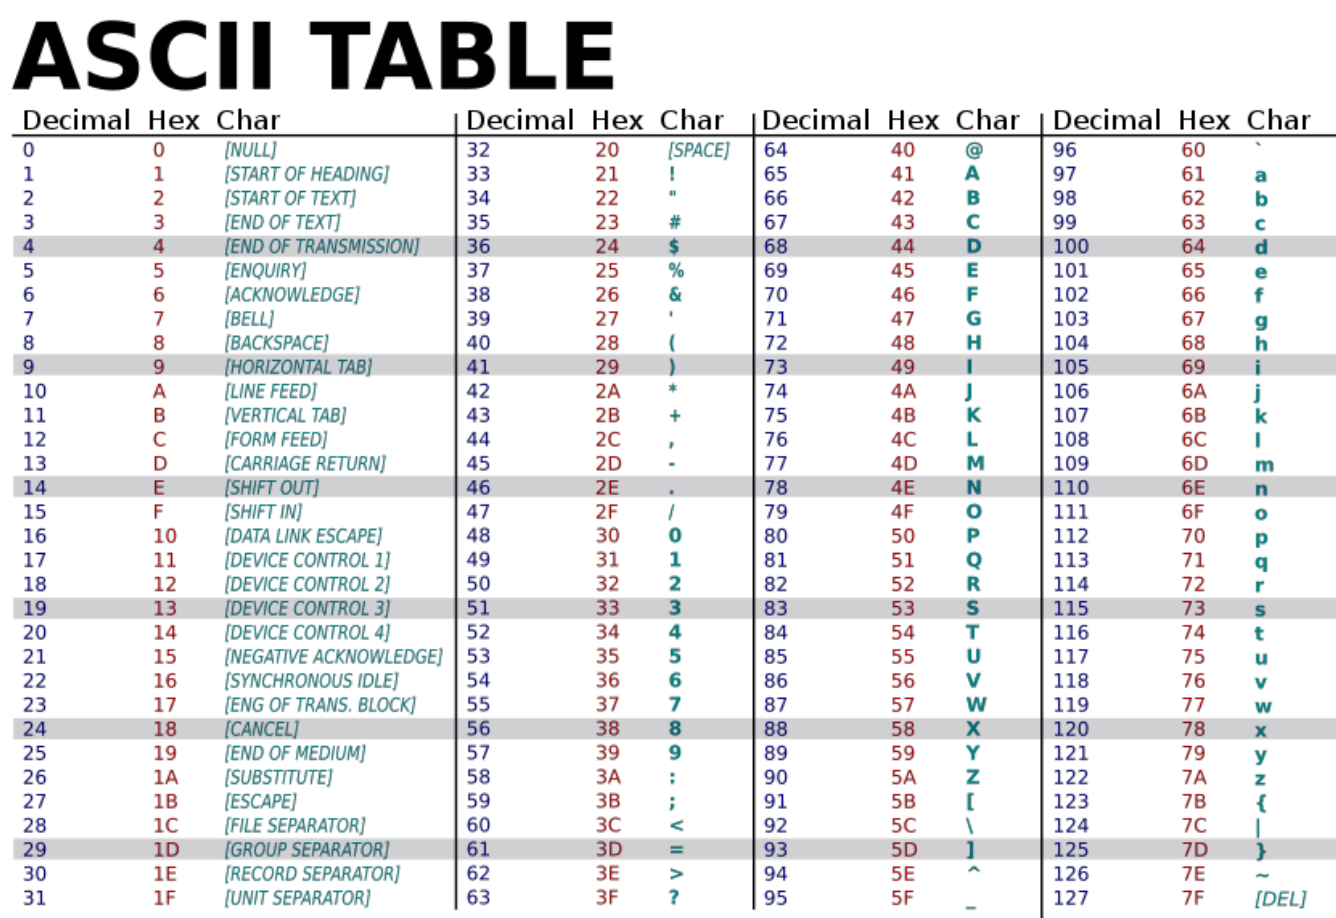 ASCII TABLE
Decimal Hex Char Decimal Hex Char Decimal Hex Char Decimal Hex Char
0 0 [NULL] 32 20 [SPACE] 64 40 @ 96 60 `
1 1 [START OF HEADING] 33 21 ! 65 41 A 97 61 a
2 2 [START OF TEXT] 34 22 " 66 42 B 98 62 b
3 3 [END OF TEXT] 35 23 # 67 43 C 99 63 c
4 4 [END OF TRANSMISSION] 36 24 $ 68 44 D 100 64 d
5 5 [ENQUIRY] 37 25 % 69 45 E 101 65 e
6 6 [ACKNOWLEDGE] 38 26 & 70 46 F 102 66 f
7 7 [BELL] 39 27 ' 71 47 G 103 67 g
8 8 [BACKSPACE] 40 28 ( 72 48 H 104 68 h
9 9 [HORIZONTAL TAB] 41 29 ) 73 49 I 105 69 i
10 A [LINE FEED] 42 2A * 74 4A J 106 6A j
11 B [VERTICAL TAB] 43 2B + 75 4B K 107 6B k
12 C [FORM FEED] 44 2C , 76 4C L 108 6C l
13 D [CARRIAGE RETURN] 45 2D - 77 4D M 109 6D m
14 E [SHIFT OUT] 46 2E . 78 4E N 110 6E n
15 F [SHIFT IN] 47 2F / 79 4F O 111 6F o
16 10 [DATA LINK ESCAPE] 48 30 0 80 50 P 112 70 p
17 11 [DEVICE CONTROL 1] 49 31 1 81 51 Q 113 71 q
18 12 [DEVICE CONTROL 2] 50 32 2 82 52 R 114 72 r
19 13 [DEVICE CONTROL 3] 51 33 3 83 53 S 115 73 s
20 14 [DEVICE CONTROL 4] 52 34 4 84 54 T 116 74 t
21 15 [NEGATIVE ACKNOWLEDGE] 53 35 5 85 55 U 117 75 u
22 16 [SYNCHRONOUS IDLE] 54 36 6 86 56 V 118 76 v
23 17 [ENG OF TRANS. BLOCK] 55 37 7 87 57 W 119 77 w
24 18 [CANCEL] 56 38 8 88 58 X 120 78 x
25 19 [END OF MEDIUM] 57 39 9 89 59 Y 121 79 y
26 1A [SUBSTITUTE] 58 3A : 90 5A Z 122 7A z
27 1B [ESCAPE] 59 3B ; 91 5B [ 123 7B {
28 1C [FILE SEPARATOR] 60 3C < 92 5C \ 124 7C |
29 1D [GROUP SEPARATOR] 61 3D = 93 5D ] 125 7D }
30 1E [RECORD SEPARATOR] 62 3E > 94 5E ^ 126 7E ~
31 1F [UNIT SEPARATOR] 63 3F ? 95 5F _ 127 7F [DEL]